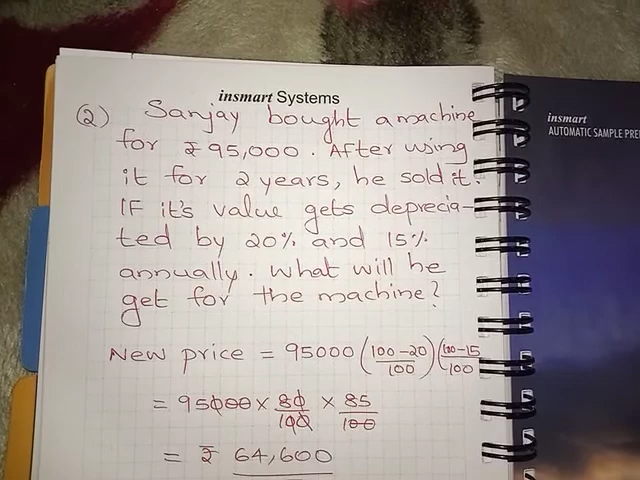 insmart Systems
(2) Sanjay bought a machine
for ₹95,000. After using
it for 2 years, he sold it.
IF it's value gets deprecia-
ted by 20% and 15%
annually. What will he
get for the machine?
New price = 95000 (100-20/100) (100-15/100
= 95000 × 80/100 × 85/100
= ₹ 64,600
insmart
AUTOMATIC SAMPLE PRE